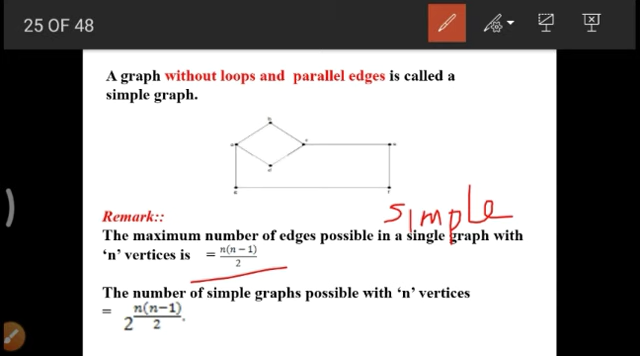 25 OF 48
A graph without loops and parallel edges is called a
simple graph.
Remark::
simple
The maximum number of edges possible in a single graph with
‘n’ vertices is = n(n−1)/2
The number of simple graphs possible with ‘n’ vertices
= 2^(n(n−1)/2).